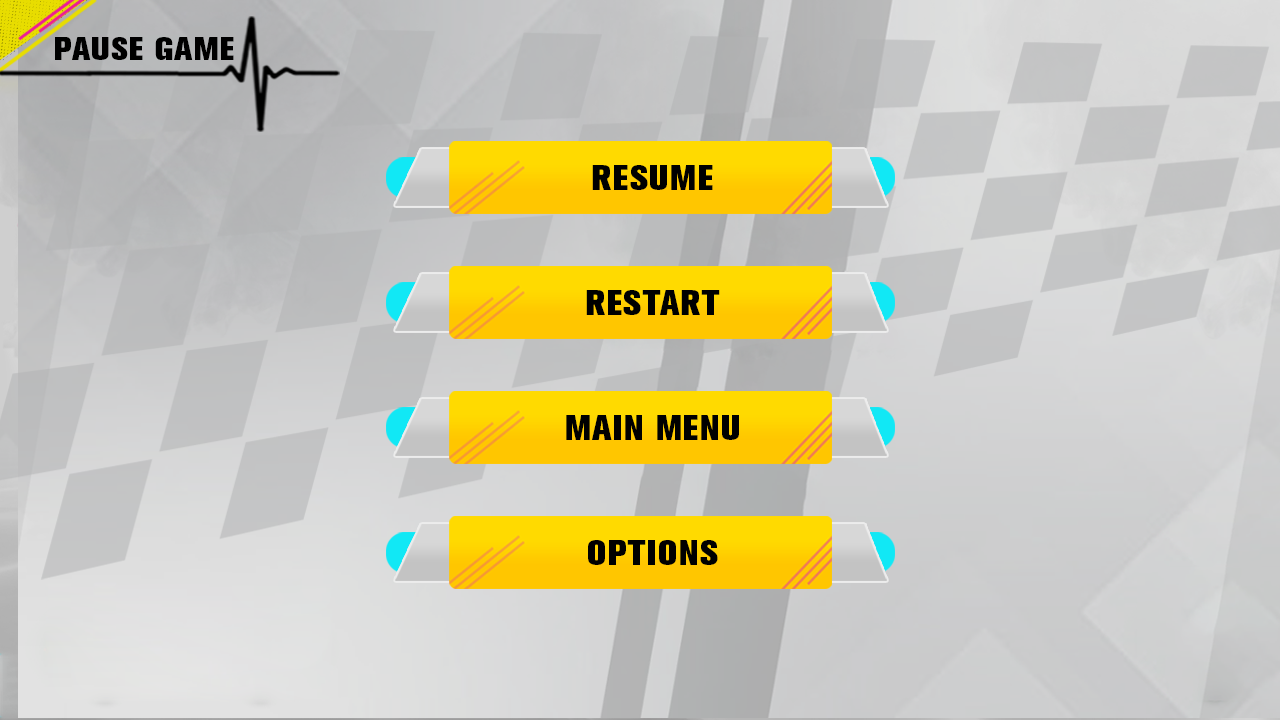 PAUSE GAME
RESUME
RESTART
MAIN MENU
OPTIONS